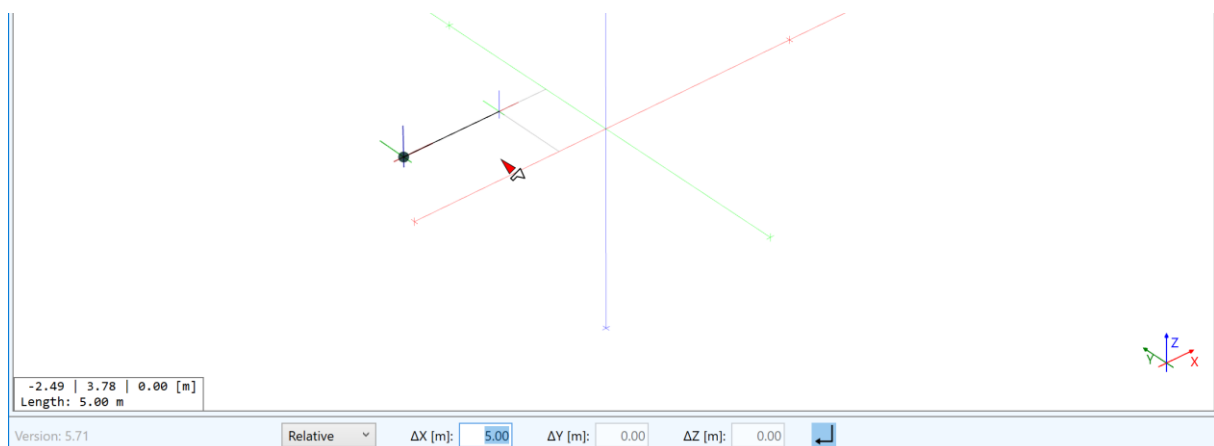 Z
Y X
-2.49 | 3.78 | 0.00 [m]
Length: 5.00 m
Version: 5.71 Relative ΔX [m]: 5.00 ΔY [m]: 0.00 ΔZ [m]: 0.00